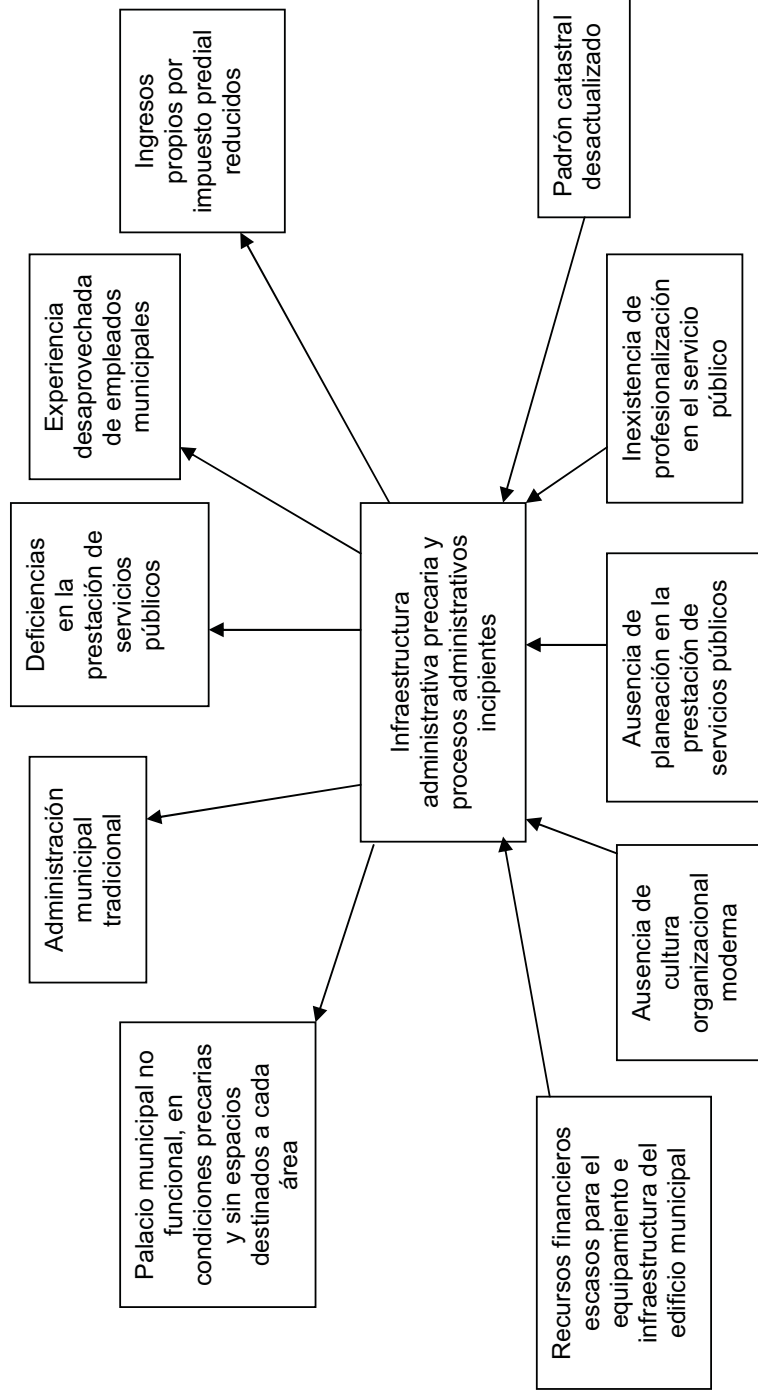 Palacio municipal no
funcional, en
condiciones precarias
y sin espacios
destinados a cada
área
Administración
municipal
tradicional
Deficiencias
en la
prestación de
servicios
públicos
Experiencia
desaprovechada
de empleados
municipales
Ingresos
propios por
impuesto predial
reducidos
Infraestructura
administrativa precaria y
procesos administrativos
incipientes
Recursos financieros
escasos para el
equipamiento e
infraestructura del
edificio municipal
Ausencia de
cultura
organizacional
moderna
Ausencia de
planeación en la
prestación de
servicios públicos
Inexistencia de
profesionalización
en el servicio
público
Padrón catastral
desactualizado